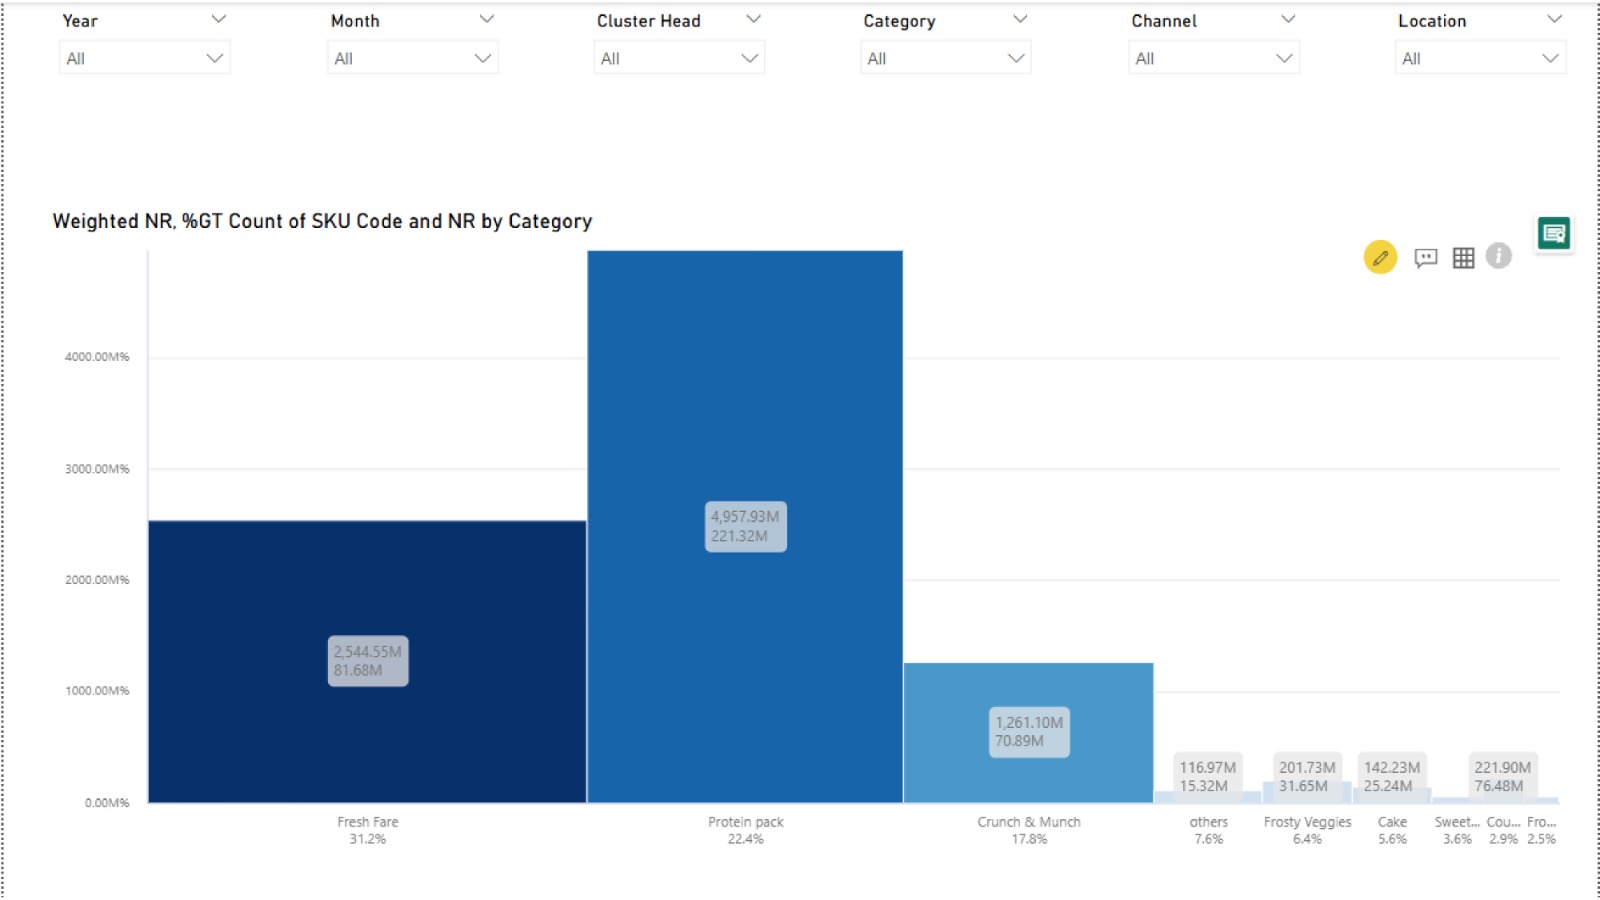 Year
Month
Cluster Head
Category
Channel
Location
All
All
All
All
All
All
Weighted NR, %GT Count of SKU Code and NR by Category
4000.00M%
3000.00M%
2000.00M%
1000.00M%
0.00M%
2,544.55M
81.68M
4,957.93M
221.32M
1,261.10M
70.89M
116.97M
15.32M
201.73M
31.65M
142.23M
25.24M
221.90M
76.48M
Fresh Fare
31.2%
Protein pack
22.4%
Crunch & Munch
17.8%
others
7.6%
Frosty Veggies
6.4%
Cake
5.6%
Sweet...
3.6%
Cou...
2.9%
Fro...
2.5%